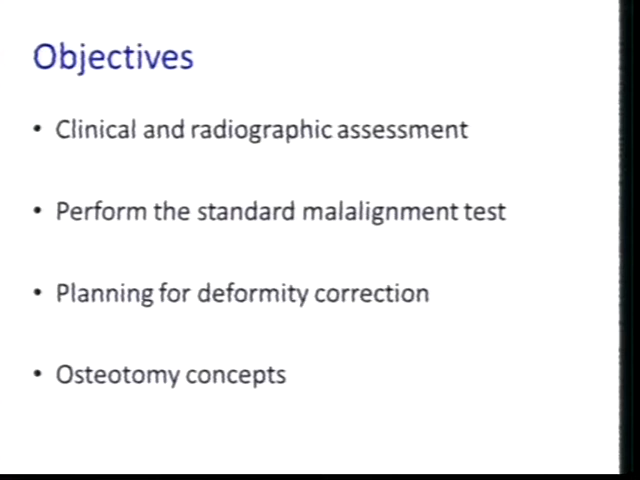 Objectives
• Clinical and radiographic assessment
• Perform the standard malalignment test
• Planning for deformity correction
• Osteotomy concepts